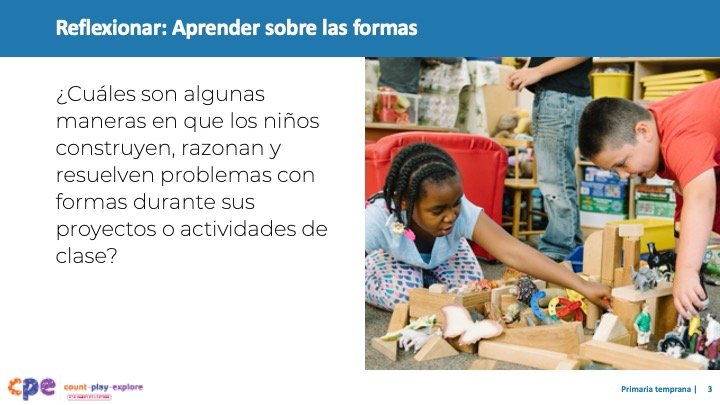 Reflexionar: Aprender sobre las formas
¿Cuáles son algunas
maneras en que los niños
construyen, razonan y
resuelven problemas con
formas durante sus
proyectos o actividades de
clase?
cpe
count·play·explore
Primaria temprana | 3